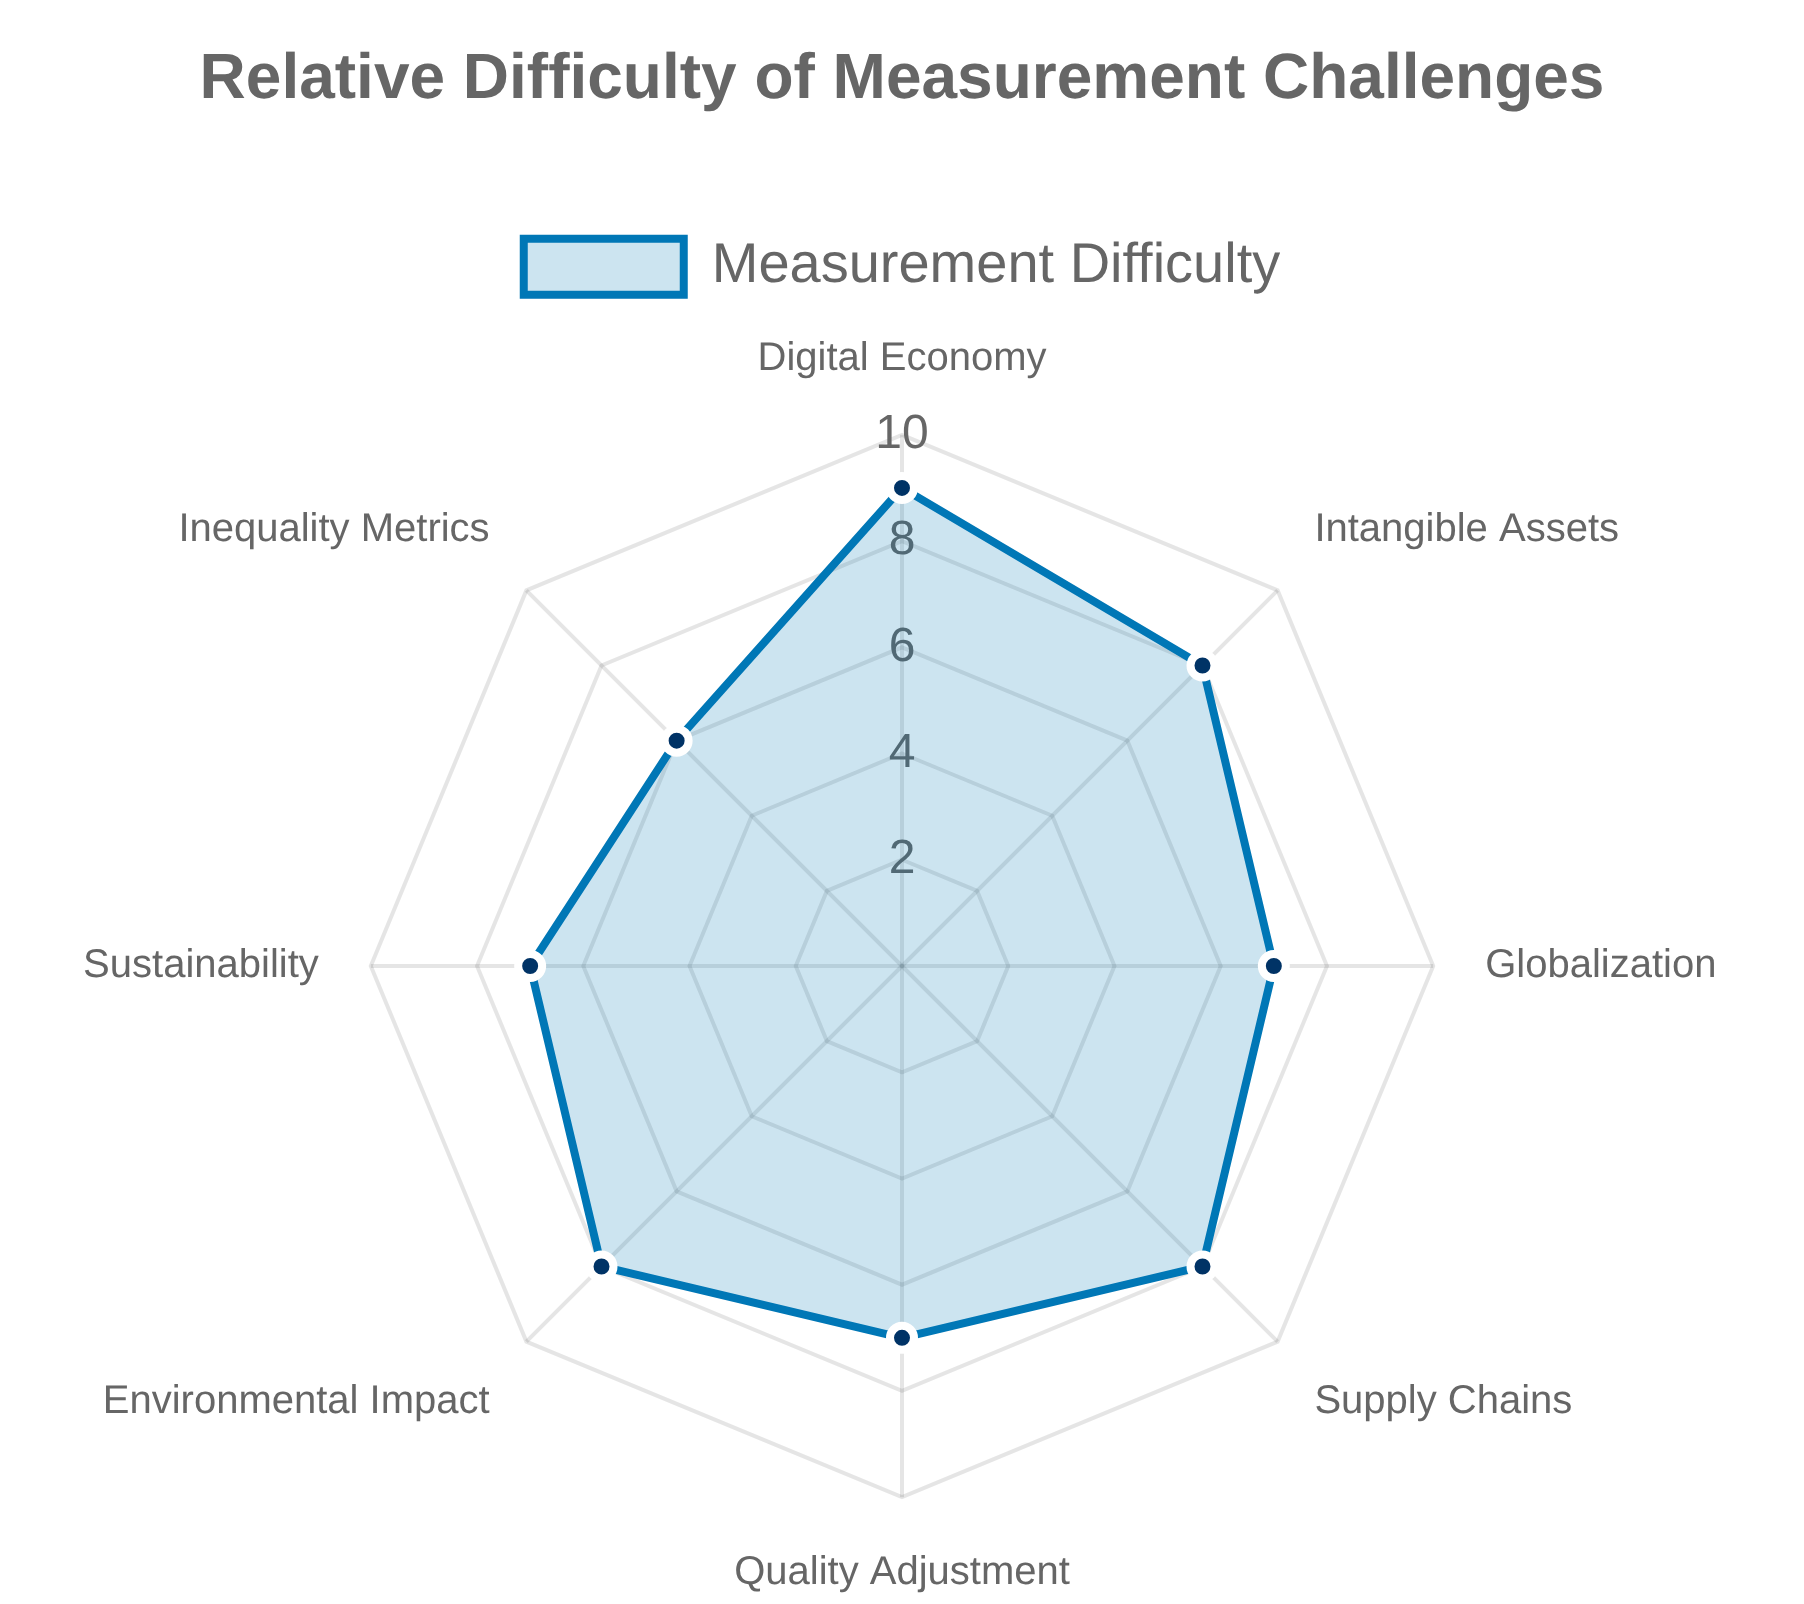 Relative Difficulty of Measurement Challenges
Measurement Difficulty
Digital Economy
10
Inequality Metrics
Intangible Assets
8
6
4
2
Sustainability
Globalization
Environmental Impact
Supply Chains
Quality Adjustment